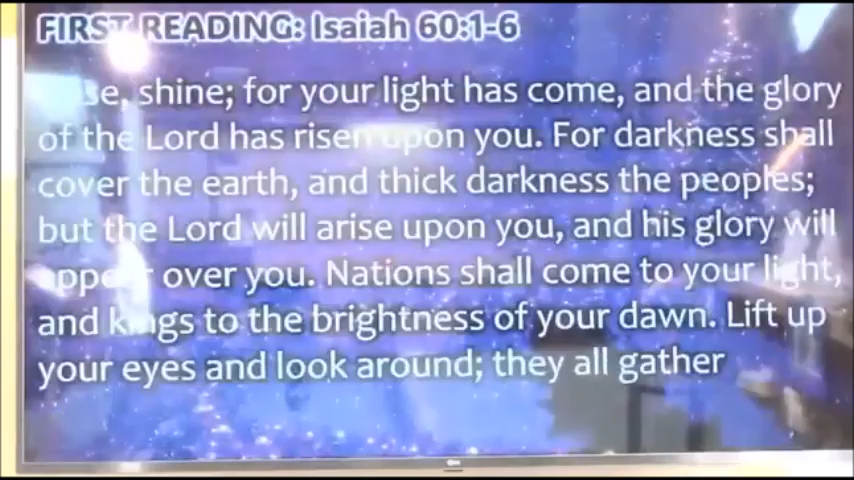 FIRST READING: Isaiah 60:1-6
shine; for your light has come, and the glory
of the Lord has risen upon you. For darkness shall
cover the earth, and thick darkness the peoples;
but the Lord will arise upon you, and his glory will
appear over you. Nations shall come to your light,
and kings to the brightness of your dawn. Lift up
your eyes and look around; they all gather